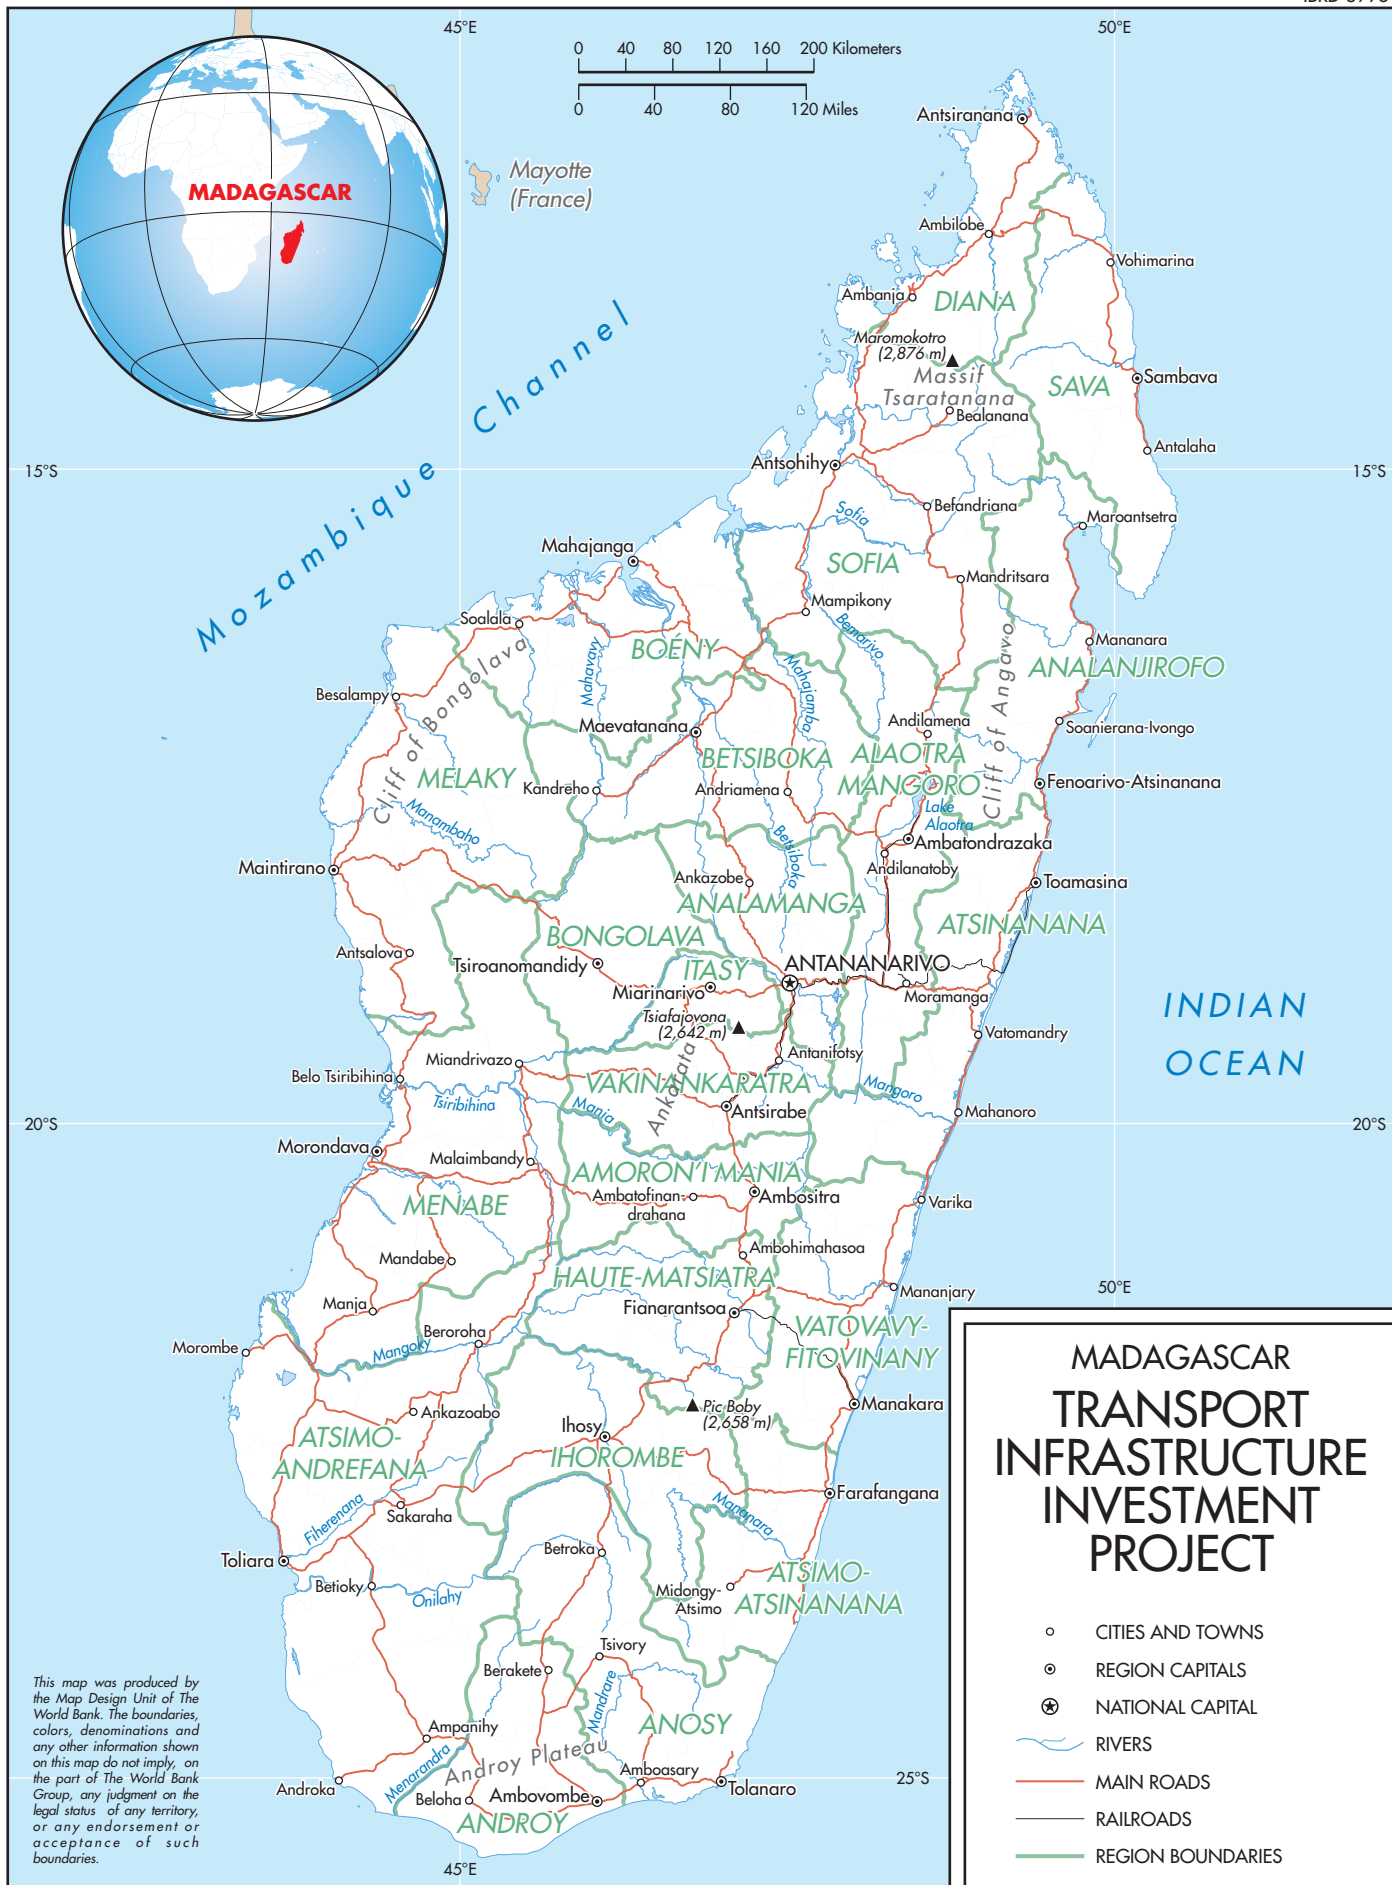 45°E
50°E
0 40 80 120 160 200 Kilometers
0 40 80 120 Miles
MADAGASCAR
Mayotte
(France)
Antsiranana
Ambilobe
Vohimarina
Ambanja
DIANA
Maromokotro
(2,876 m)
Massif
Tsaratanana
SAVA
Sambava
Bealanana
Antalaha
Mozambique Channel
15°S
15°S
Antsohihy
Befandriana
Maroantsetra
Sofia
SOFIA
Mahajanga
Mandritsara
Mampikony
Soalala
Bemarivo
Mananara
BOÉNY
ANALANJIROFO
Mahavavy
Mahajamba
Cliff of Angavo
Besalampy
Cliff of Bongolava
Andilamena
Soanierana-Ivongo
Maevatanana
BETSIBOKA
ALAOTRA
MANGORO
MELAKY
Kandreho
Andriamena
Fenoarivo-Atsinanana
Lake
Alaotra
Manambaho
Betsiboka
Ambatondrazaka
Maintirano
Andilanatoby
Ankazobe
Toamasina
ANALAMANGA
ATSINANANA
BONGOLAVA
Antsalova
Tsiroanomandidy
ITASY
ANTANANARIVO
Miarinarivo
Moramanga
INDIAN
OCEAN
Tsiafajovona
(2,642 m)
Vatomandry
Antanifotsy
Miandrivazo
Belo Tsiribihina
VAKINANKARATRA
Ankarata
Mangoro
Tsiribihina
Mania
Antsirabe
Mahanoro
20°S
20°S
Morondava
Malaimbandy
AMORON'I MANIA
Ambatofinan-
drahana
Ambositra
Varika
MENABE
Ambohimahasoa
Mandabe
HAUTE-MATSIATRA
Mananjary
50°E
Manja
Fianarantsoa
VATOVAVY-
FITOVINANY
Beroroha
Mangoky
Morombe
Pic Boby
(2,658 m)
Manakara
Ankazoabo
Ihosy
ATSIMO-
ANDREFANA
IHOROMBE
Farafangana
Sakaraha
Fiherenana
Mananara
Toliara
Betroka
Betioky
Onilahy
Midongy-
Atsimo
ATSIMO-
ATSINANANA
Tsivory
Berakete
Mandrare
ANOSY
Ampanihy
Androy Plateau
Menarandra
Androka
Amboasary
Tolanaro
25°S
Beloha
Ambovombe
ANDROY
45°E
This map was produced by
the Map Design Unit of The
World Bank. The boundaries,
colors, denominations and
any other information shown
on this map do not imply, on
the part of The World Bank
Group, any judgment on the
legal status of any territory,
or any endorsement or
acceptance of such
boundaries.
MADAGASCAR
TRANSPORT
INFRASTRUCTURE
INVESTMENT
PROJECT
CITIES AND TOWNS
REGION CAPITALS
NATIONAL CAPITAL
RIVERS
MAIN ROADS
RAILROADS
REGION BOUNDARIES